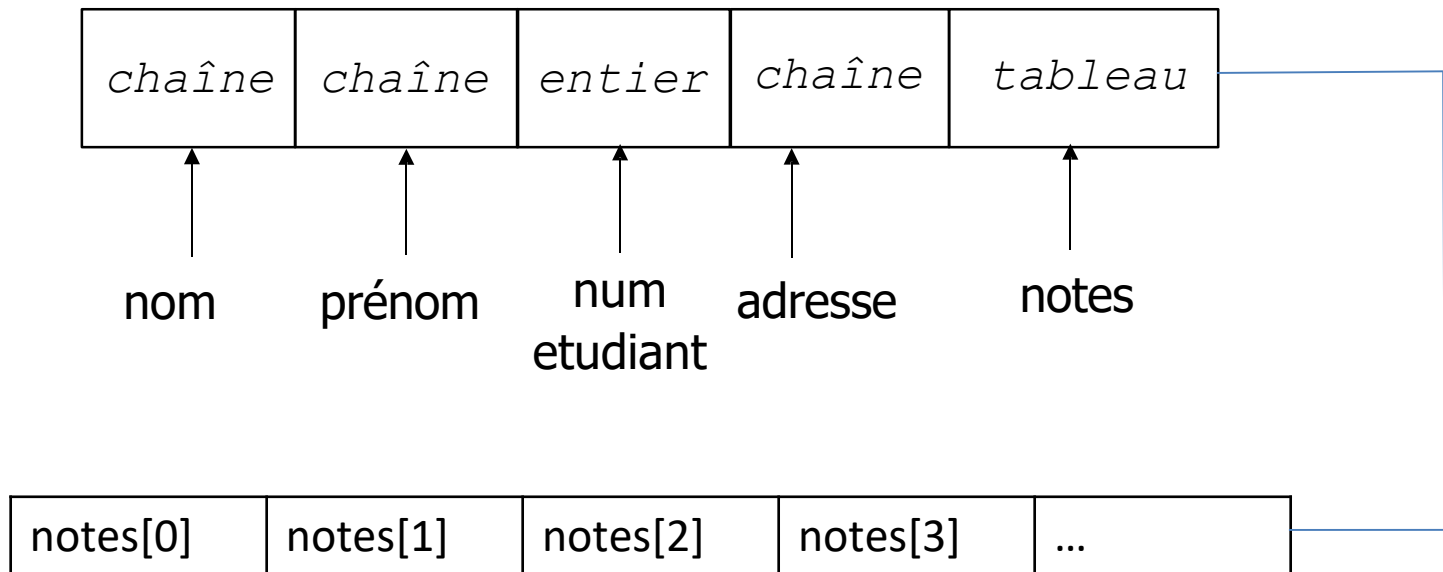 chaîne chaîne entier chaîne tableau
nom prénom num etudiant adresse notes
notes[0] notes[1] notes[2] notes[3] ...